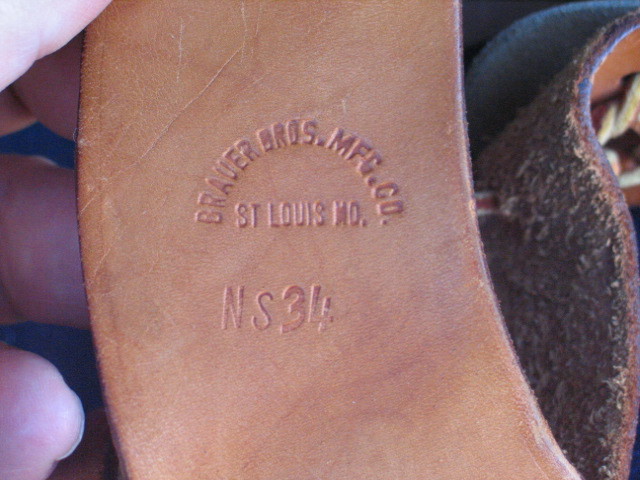 BRAUER BROS. MFG. CO.
ST LOUIS MO.
NS34